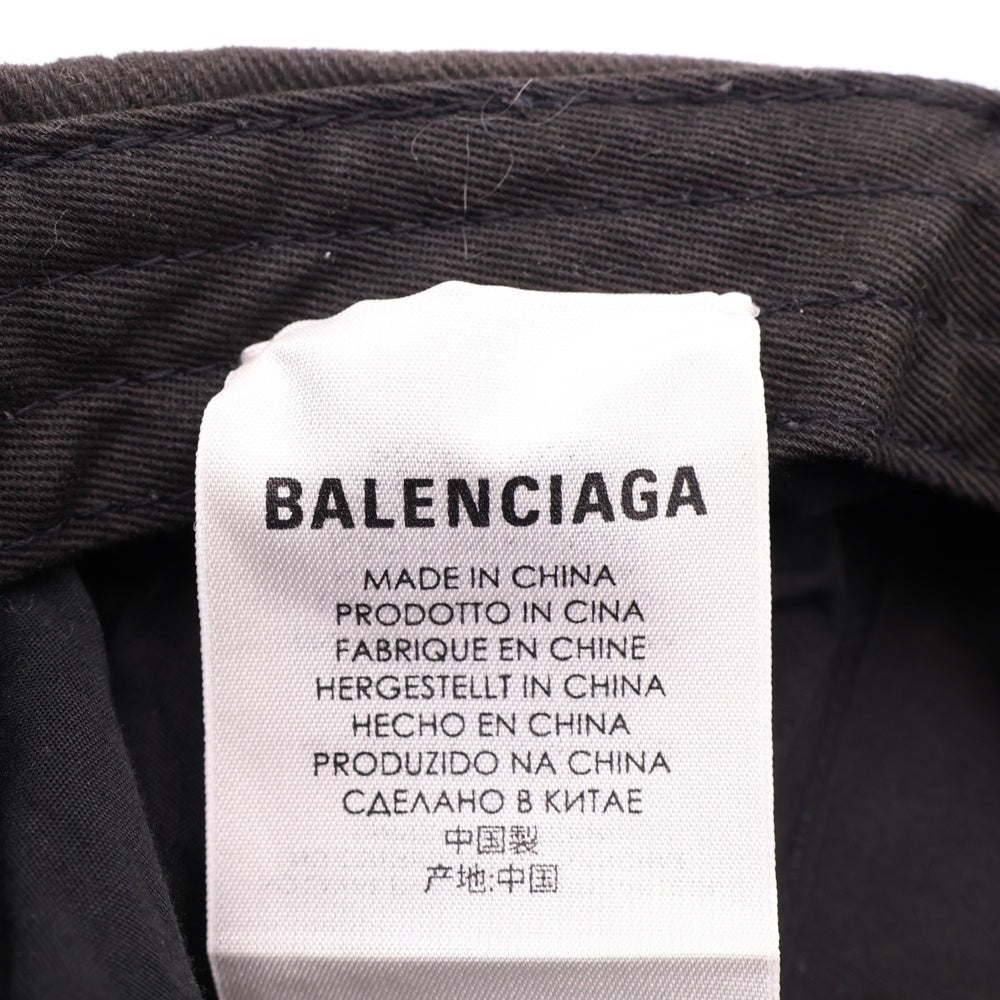 BALENCIAGA
MADE IN CHINA
PRODOTTO IN CINA
FABRIQUE EN CHINE
HERGESTELLT IN CHINA
HECHO EN CHINA
PRODUZIDO NA CHINA
СДЕЛАНО В КИТАЕ
中国製
产地:中国